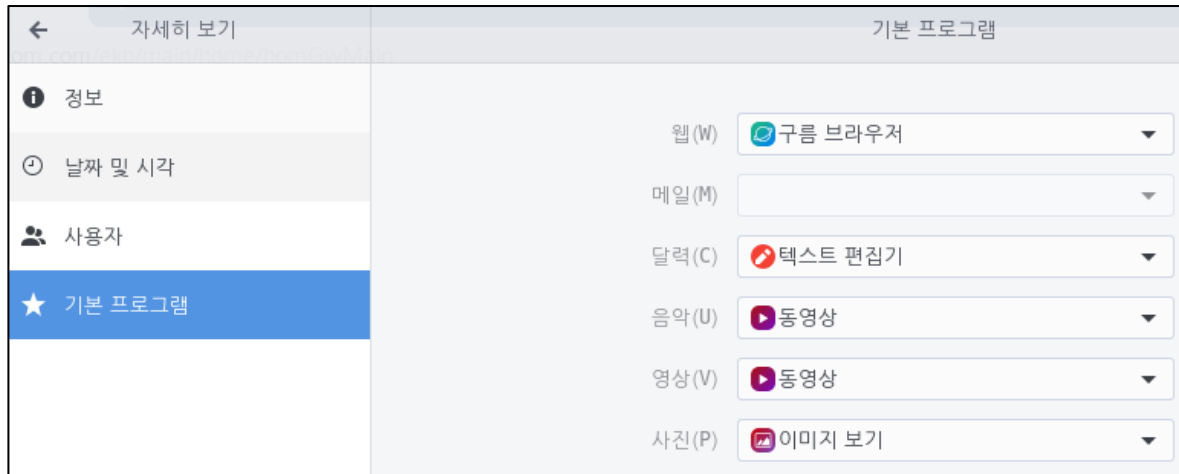 자세히 보기
기본 프로그램
정보
날짜 및 시각
사용자
기본 프로그램
웹(W) 구름 브라우저
메일(M)
달력(C) 텍스트 편집기
음악(U) 동영상
영상(V) 동영상
사진(P) 이미지 보기